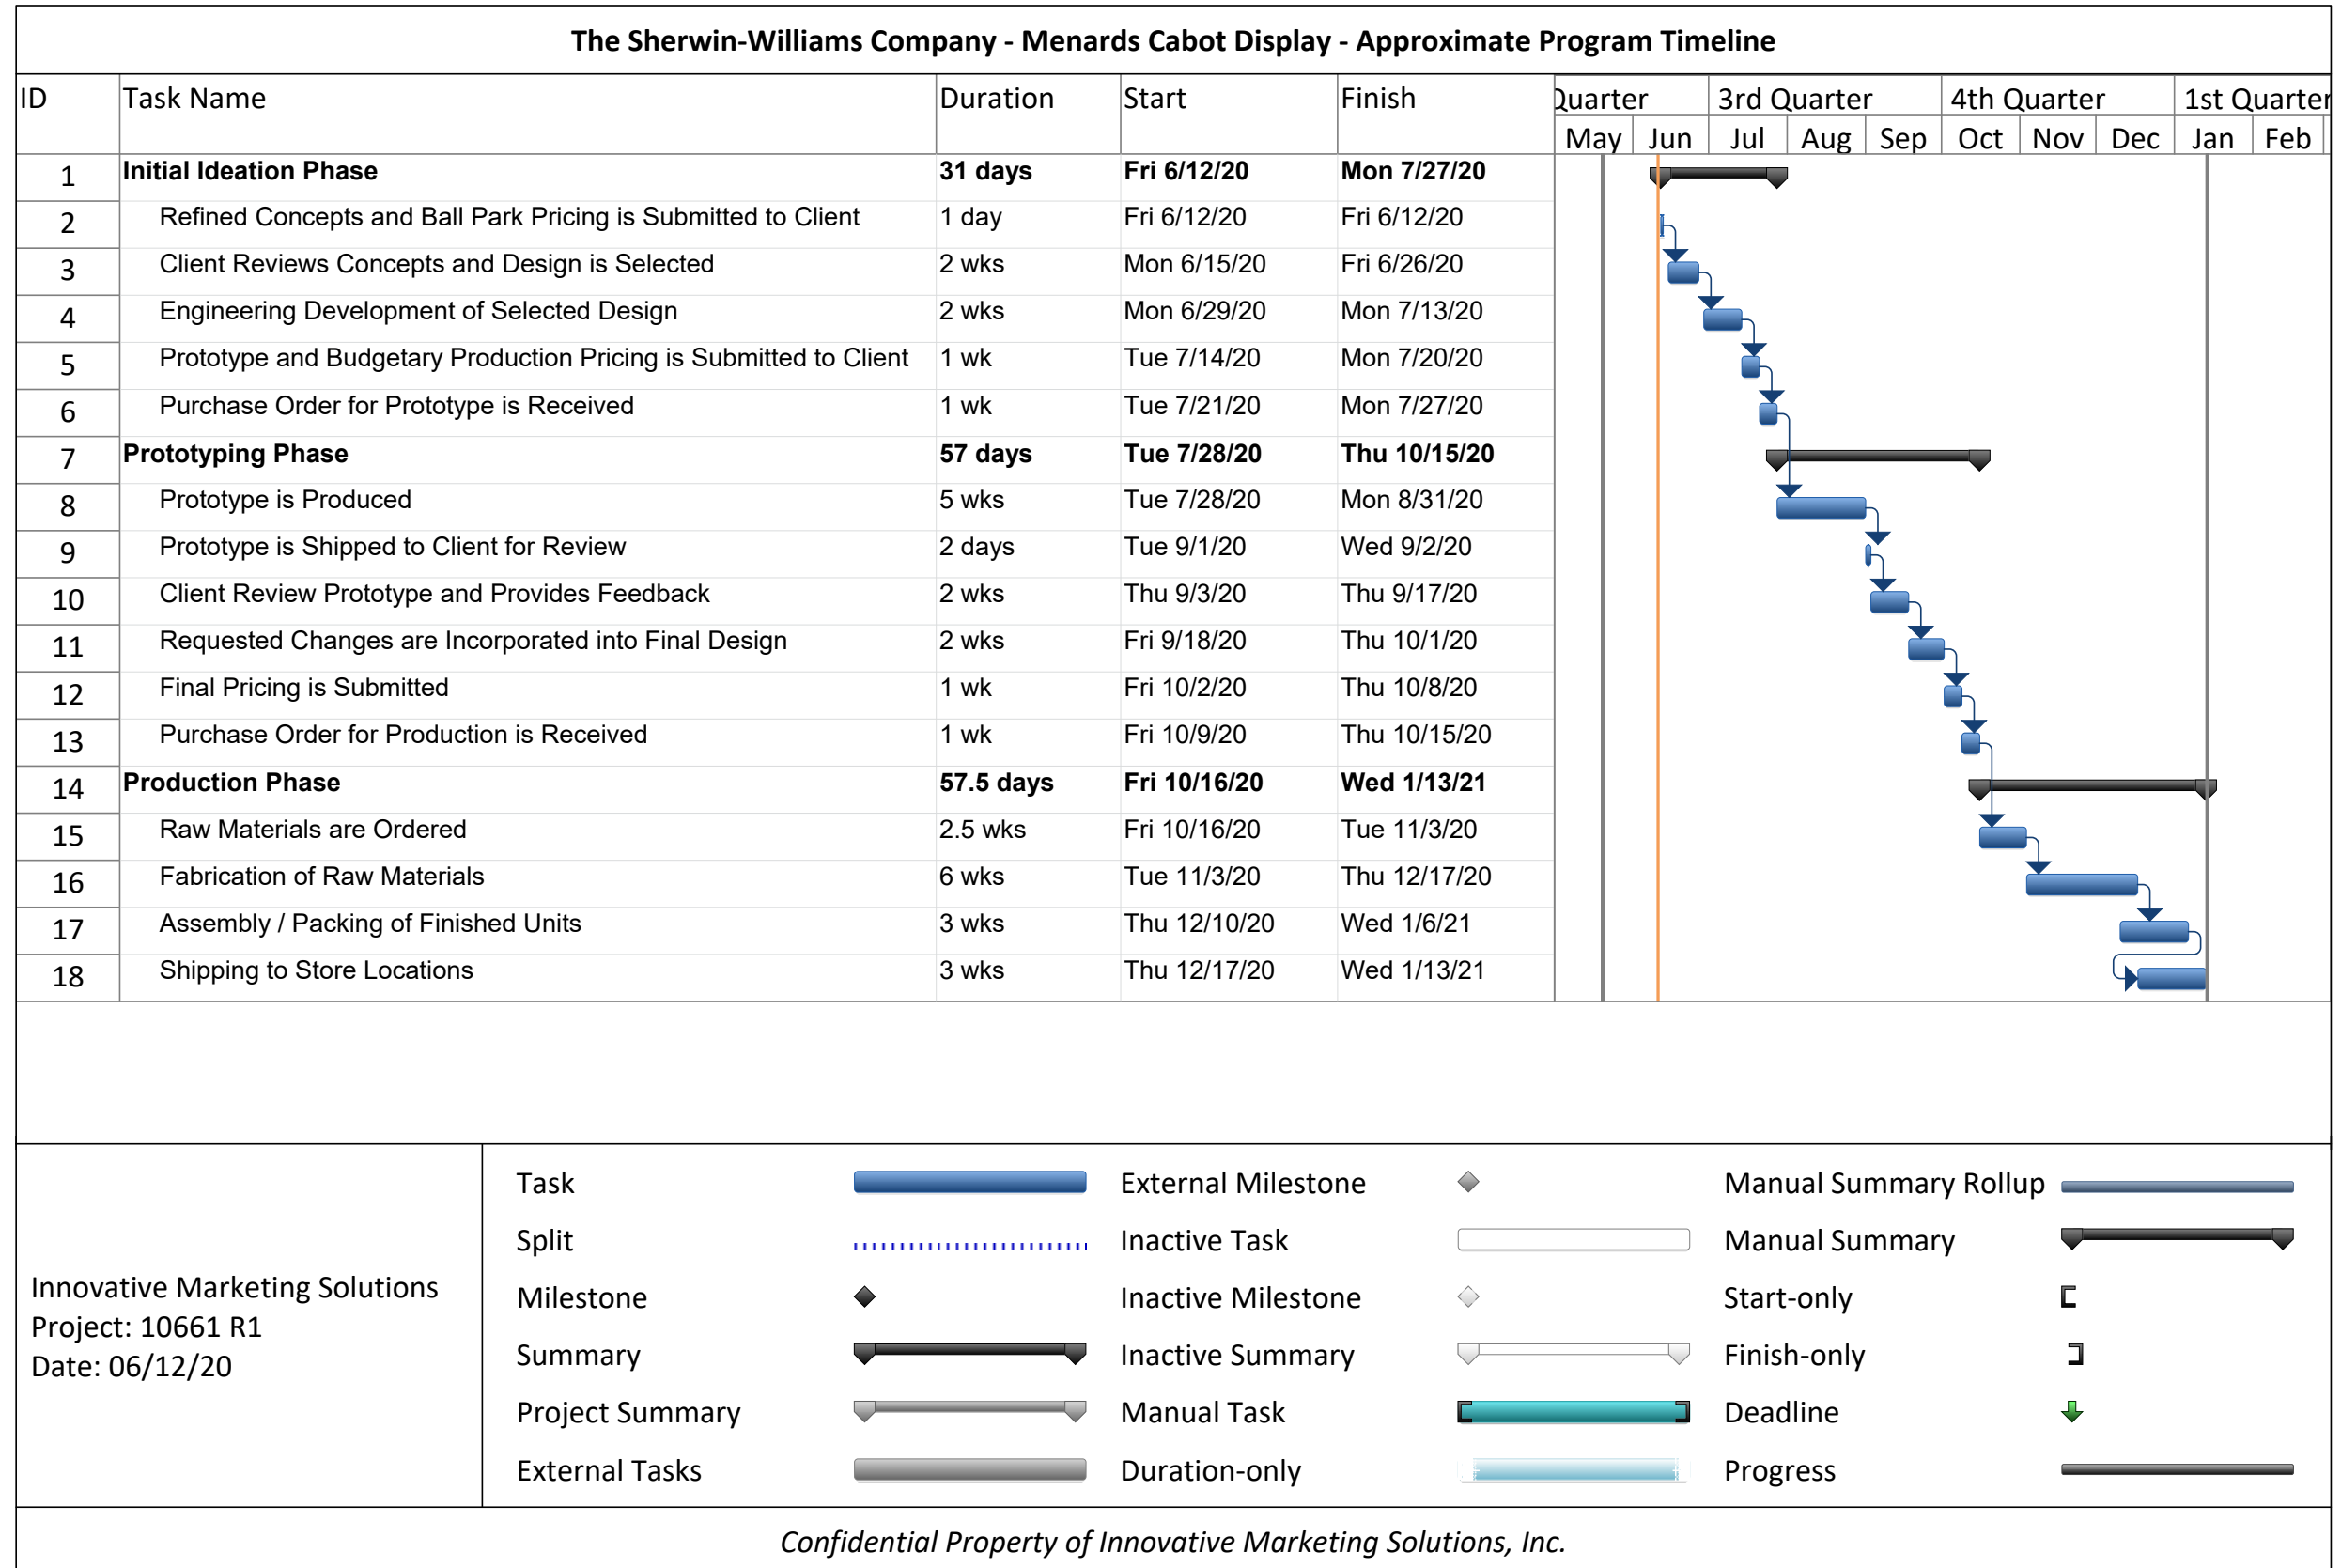 The Sherwin-Williams Company - Menards Cabot Display - Approximate Program Timeline
ID Task Name Duration Start Finish Quarter 3rd Quarter 4th Quarter 1st Quarter
May Jun Jul Aug Sep Oct Nov Dec Jan Feb
1 Initial Ideation Phase 31 days Fri 6/12/20 Mon 7/27/20
2 Refined Concepts and Ball Park Pricing is Submitted to Client 1 day Fri 6/12/20 Fri 6/12/20
3 Client Reviews Concepts and Design is Selected 2 wks Mon 6/15/20 Fri 6/26/20
4 Engineering Development of Selected Design 2 wks Mon 6/29/20 Mon 7/13/20
5 Prototype and Budgetary Production Pricing is Submitted to Client 1 wk Tue 7/14/20 Mon 7/20/20
6 Purchase Order for Prototype is Received 1 wk Tue 7/21/20 Mon 7/27/20
7 Prototyping Phase 57 days Tue 7/28/20 Thu 10/15/20
8 Prototype is Produced 5 wks Tue 7/28/20 Mon 8/31/20
9 Prototype is Shipped to Client for Review 2 days Tue 9/1/20 Wed 9/2/20
10 Client Review Prototype and Provides Feedback 2 wks Thu 9/3/20 Thu 9/17/20
11 Requested Changes are Incorporated into Final Design 2 wks Fri 9/18/20 Thu 10/1/20
12 Final Pricing is Submitted 1 wk Fri 10/2/20 Thu 10/8/20
13 Purchase Order for Production is Received 1 wk Fri 10/9/20 Thu 10/15/20
14 Production Phase 57.5 days Fri 10/16/20 Wed 1/13/21
15 Raw Materials are Ordered 2.5 wks Fri 10/16/20 Tue 11/3/20
16 Fabrication of Raw Materials 6 wks Tue 11/3/20 Thu 12/17/20
17 Assembly / Packing of Finished Units 3 wks Thu 12/10/20 Wed 1/6/21
18 Shipping to Store Locations 3 wks Thu 12/17/20 Wed 1/13/21
Innovative Marketing Solutions
Project: 10661 R1
Date: 06/12/20
Task External Milestone Manual Summary Rollup
Split Inactive Task Manual Summary
Milestone Inactive Milestone Start-only
Summary Inactive Summary Finish-only
Project Summary Manual Task Deadline
External Tasks Duration-only Progress
Confidential Property of Innovative Marketing Solutions, Inc.